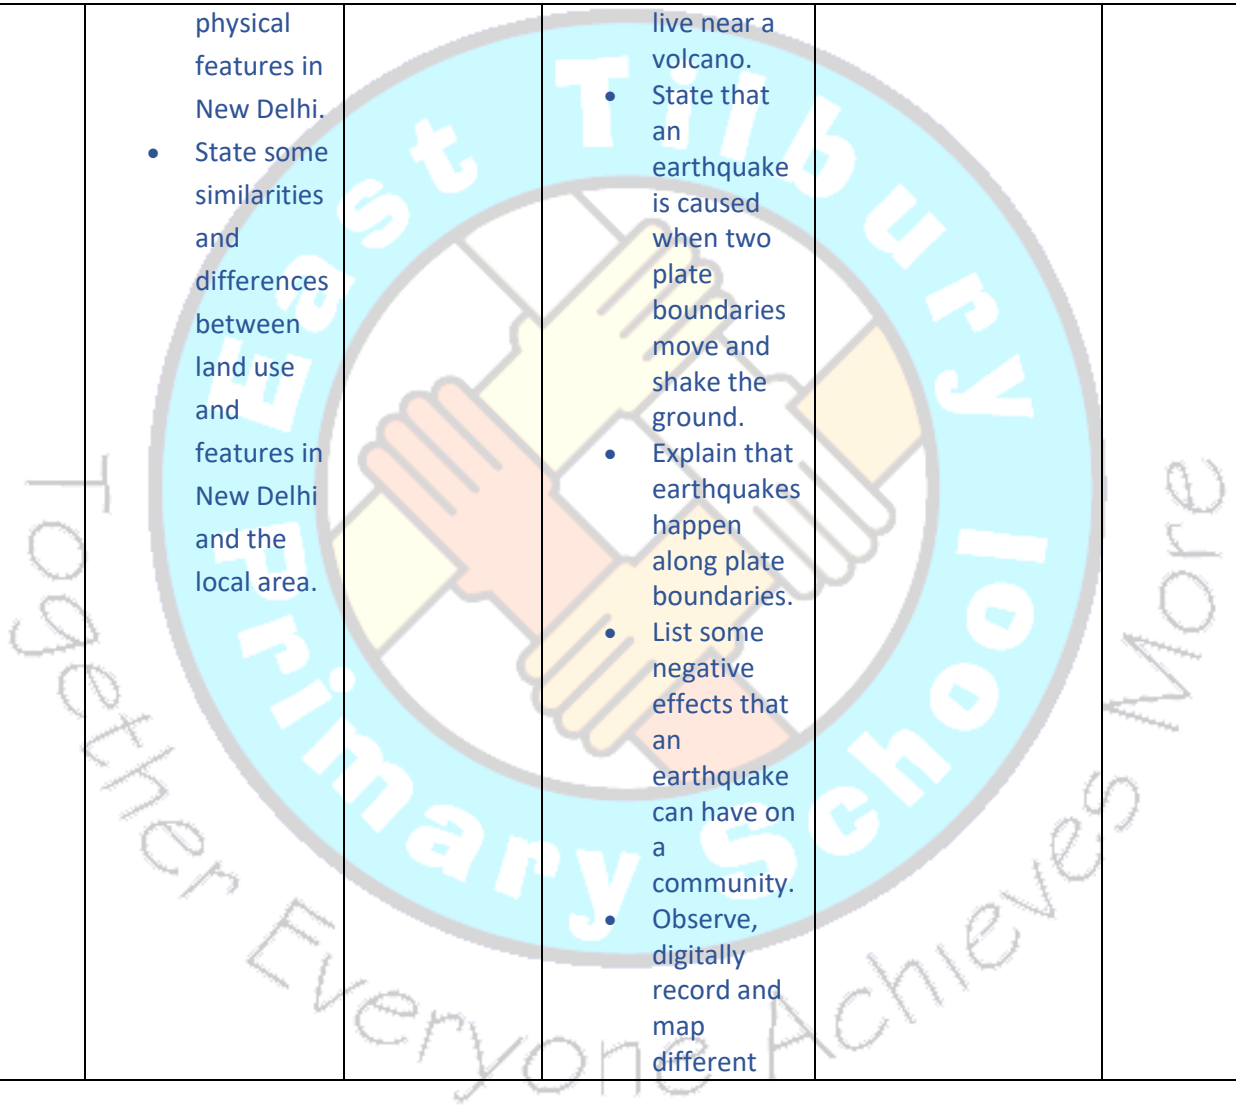 physical
features in
New Delhi.
• State some
similarities
and
differences
between
land use
and
features in
New Delhi
and the
local area.
live near a
volcano.
• State that
an
earthquake
is caused
when two
plate
boundaries
move and
shake the
ground.
• Explain that
earthquakes
happen
along plate
boundaries.
• List some
negative
effects that
an
earthquake
can have on
a
community.
• Observe,
digitally
record and
map
different
East Tilbury
Primary School
Together Everyone Achieves More